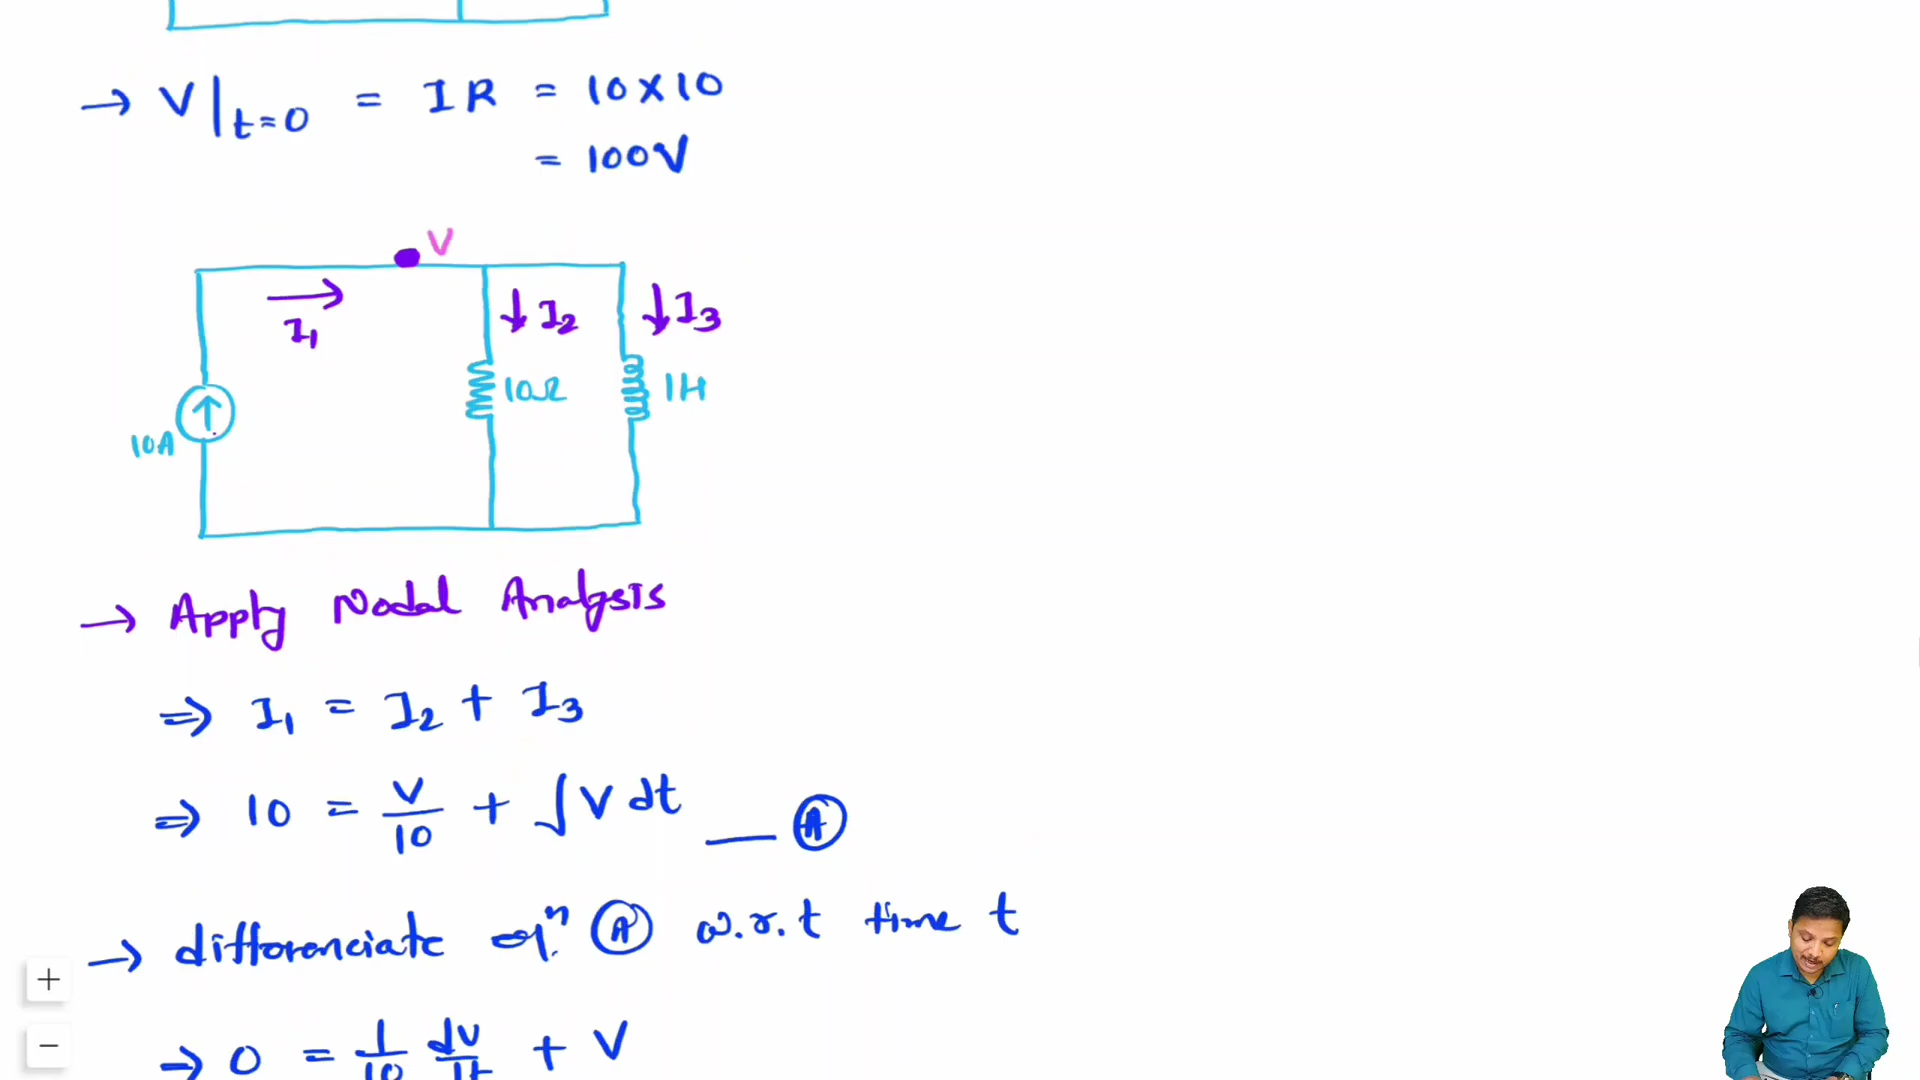 → V|t=0 = IR = 10×10
= 100V
V
I1
↓ I2
↓ I3
10Ω
1H
10A
→ Apply Nodal Analysis
⇒ I1 = I2 + I3
⇒ 10 = V/10 + ∫V dt — Ⓐ
→ differenciate eqn. Ⓐ w.r.t time t
⇒ 0 = 1/10 dV/dt + V
+
−